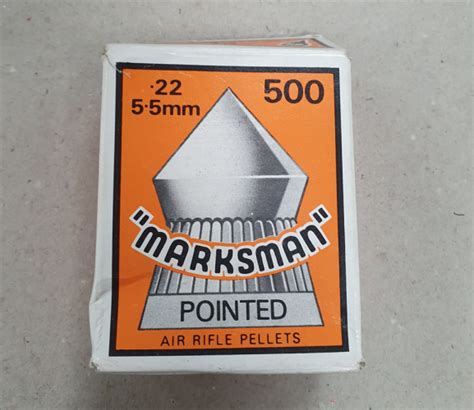 ·22 500
5·5mm
"MARKSMAN"
POINTED
AIR RIFLE PELLETS